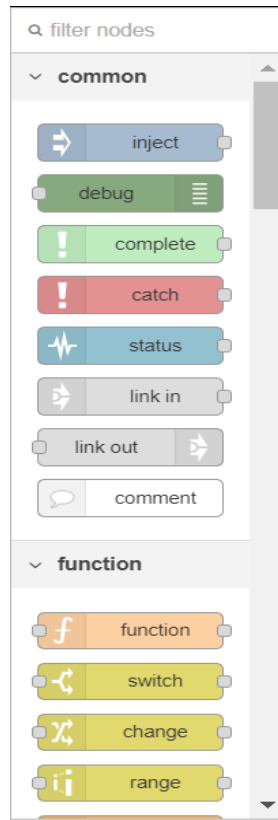 filter nodes
common
inject
debug
complete
catch
status
link in
link out
comment
function
function
switch
change
range